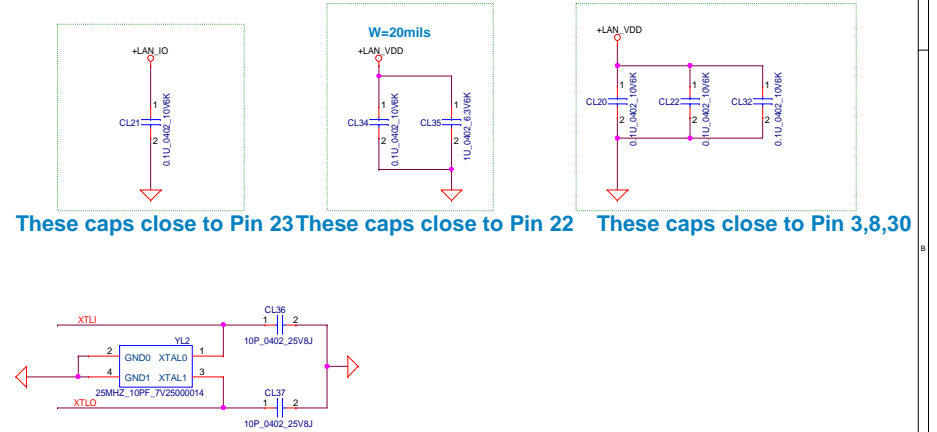 W=20mils
+LAN_IO
+LAN_VDD
+LAN_VDD
1
CL21
2
0.1U_0402_10V6K
1
CL34
2
0.1U_0402_10V6K
1
CL35
2
1U_0402_6.3V6K
1
CL20
2
0.1U_0402_10V6K
1
CL22
2
0.1U_0402_10V6K
1
CL32
2
0.1U_0402_10V6K
These caps close to Pin 23
These caps close to Pin 22
These caps close to Pin 3,8,30
B
CL36
XTLI
1 2
10P_0402_25V8J
YL2
2 GND0 XTAL0 1
4 GND1 XTAL1 3
25MHZ_10PF_7V25000014
CL37
XTLO
1 2
10P_0402_25V8J